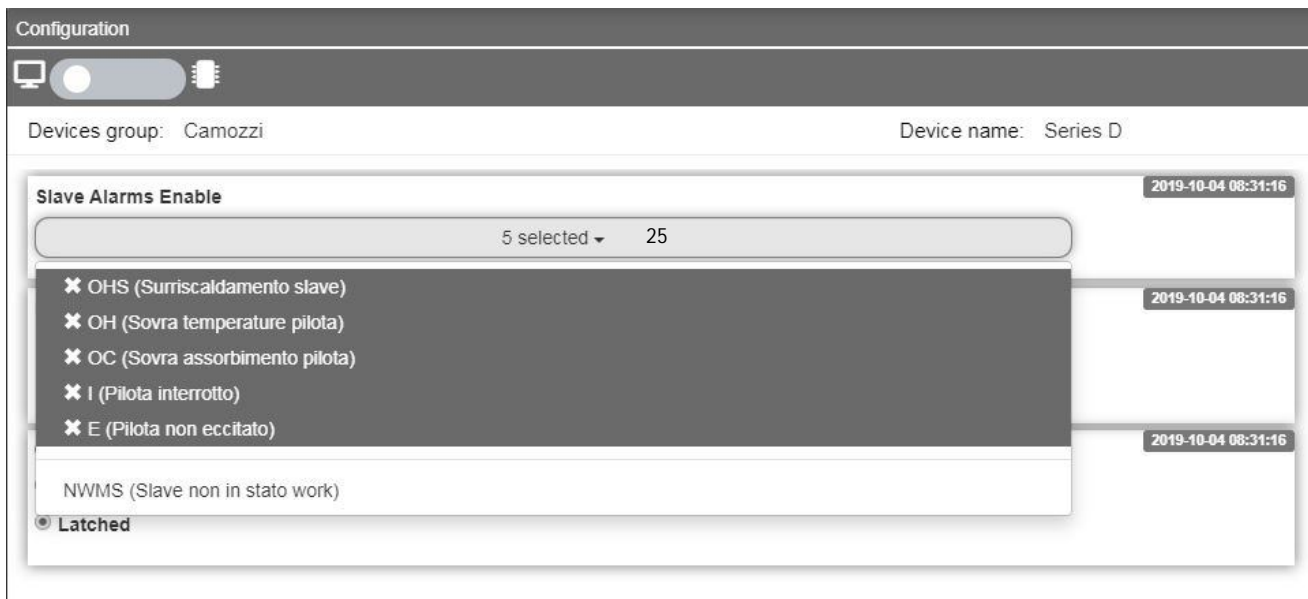 Configuration
Devices group: Camozzi Device name: Series D
2019-10-04 08:31:16
Slave Alarms Enable
5 selected 25
OHS (Surriscaldamento slave)
2019-10-04 08:31:16
OH (Sovra temperature pilota)
OC (Sovra assorbimento pilota)
I (Pilota interrotto)
E (Pilota non eccitato)
2019-10-04 08:31:16
NWMS (Slave non in stato work)
Latched